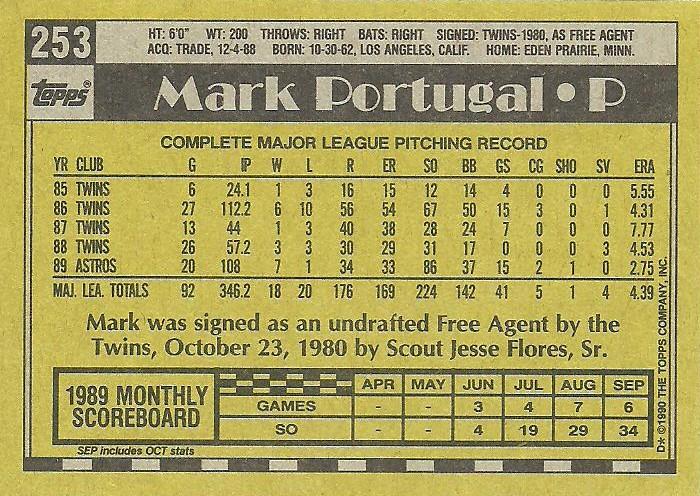 253
HT: 6'0" WT: 200 THROWS: RIGHT BATS: RIGHT SIGNED: TWINS-1980, AS FREE AGENT
ACQ: TRADE, 12-4-88 BORN: 10-30-62, LOS ANGELES, CALIF. HOME: EDEN PRAIRIE, MINN.
topps
Mark Portugal • P
COMPLETE MAJOR LEAGUE PITCHING RECORD
YR CLUB G IP W L R ER SO BB GS CG SHO SV ERA
85 TWINS 6 24.1 1 3 16 15 12 14 4 0 0 0 5.55
86 TWINS 27 112.2 6 10 56 54 67 50 15 3 0 1 4.31
87 TWINS 13 44 1 3 40 38 28 24 7 0 0 0 7.77
88 TWINS 26 57.2 3 3 30 29 31 17 0 0 0 3 4.53
89 ASTROS 20 108 7 1 34 33 86 37 15 2 1 0 2.75
MAJ. LEA. TOTALS 92 346.2 18 20 176 169 224 142 41 5 1 4 4.39
Mark was signed as an undrafted Free Agent by the
Twins, October 23, 1980 by Scout Jesse Flores, Sr.
1989 MONTHLY
SCOREBOARD
APR MAY JUN JUL AUG SEP
GAMES - - 3 4 7 6
SO - - 4 19 29 34
SEP includes OCT stats
D* © 1990 THE TOPPS COMPANY, INC.